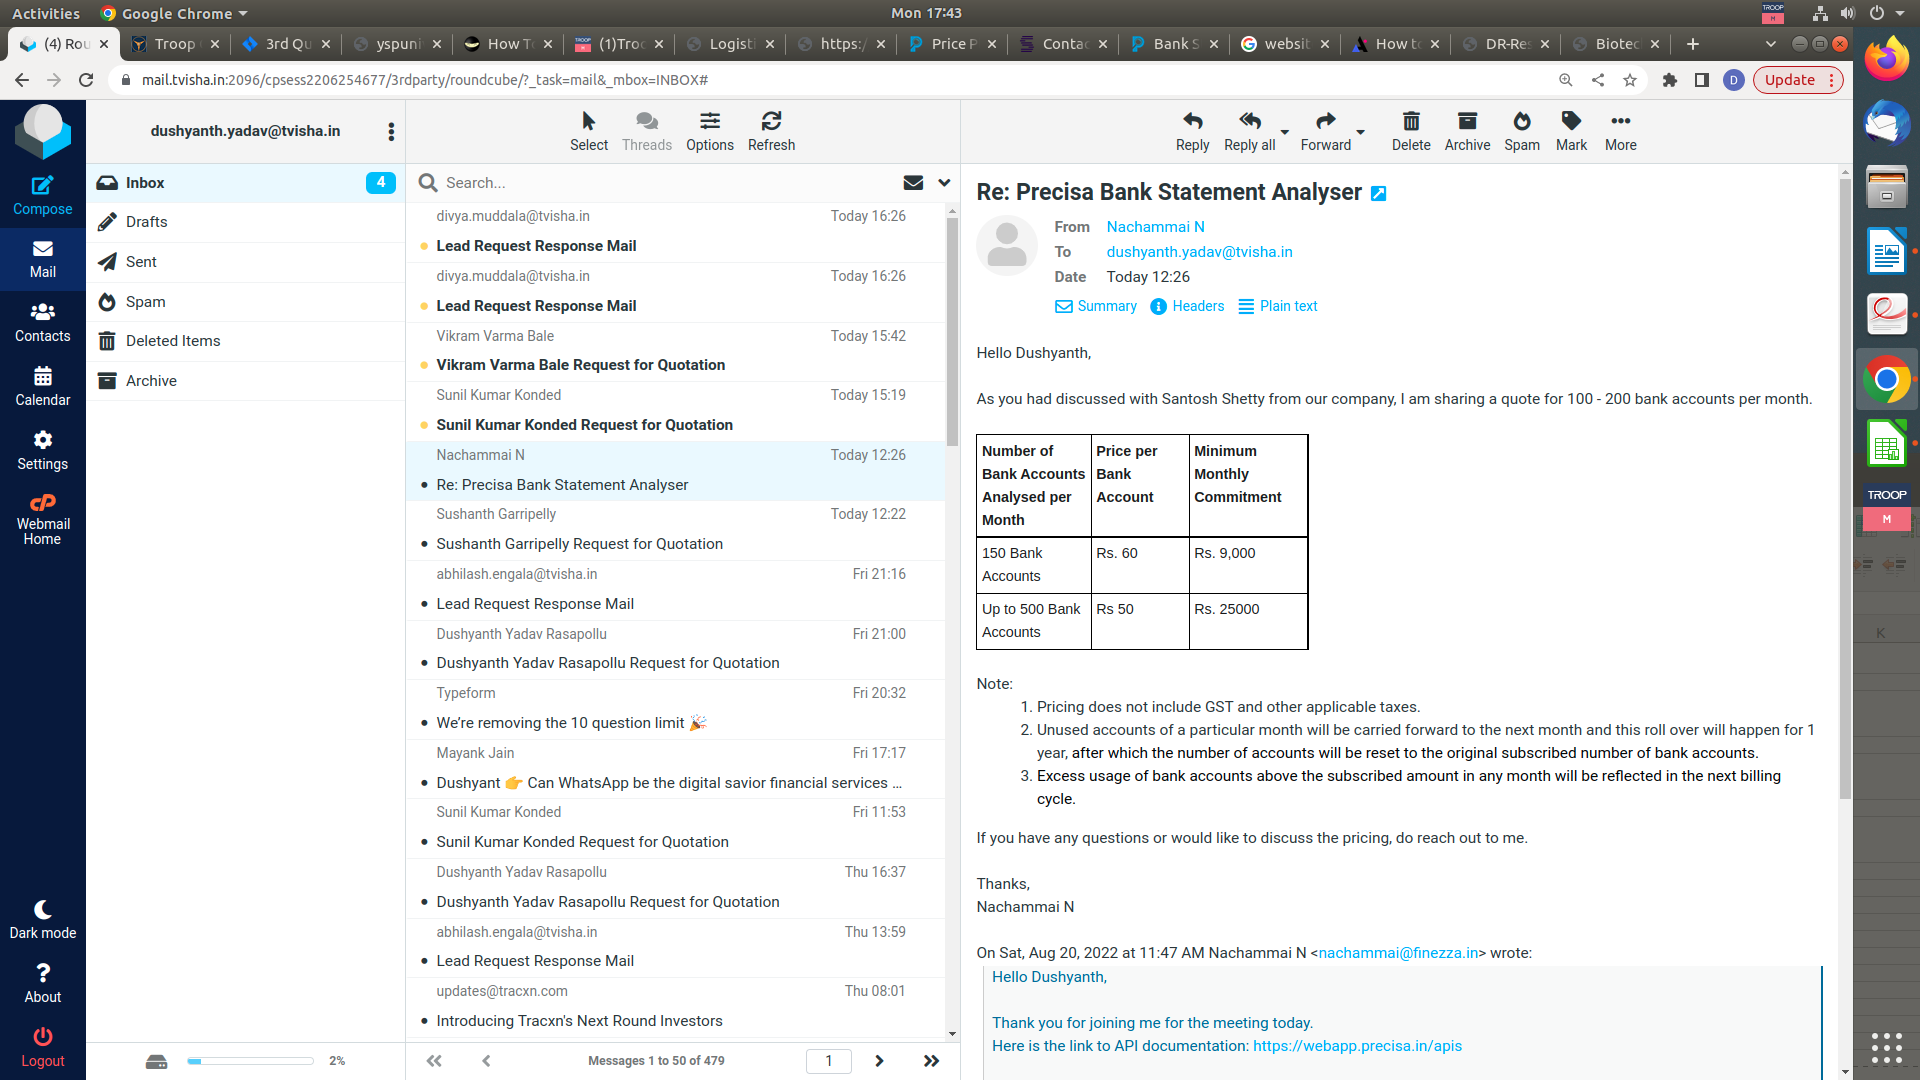 Activities
Google Chrome
Mon 17:43
TROOP
M
(4) Rou
Troop
3rd Qu
yspuni
How T
(1)Tro
Logist
https:/
Price P
Contac
Bank S
websit
How to
DR-Res
Biotec
mail.tvisha.in:2096/cpsess2206254677/3rdparty/roundcube/?_task=mail&_mbox=INBOX#
D
Update
Compose
Mail
Contacts
Calendar
Settings
cP
Webmail
Home
Dark mode
About
Logout
dushyanth.yadav@tvisha.in
Inbox
4
Drafts
Sent
Spam
Deleted Items
Archive
2%
Select
Threads
Options
Refresh
Search...
divya.muddala@tvisha.in Today 16:26
Lead Request Response Mail
divya.muddala@tvisha.in Today 16:26
Lead Request Response Mail
Vikram Varma Bale Today 15:42
Vikram Varma Bale Request for Quotation
Sunil Kumar Konded Today 15:19
Sunil Kumar Konded Request for Quotation
Nachammai N Today 12:26
Re: Precisa Bank Statement Analyser
Sushanth Garripelly Today 12:22
Sushanth Garripelly Request for Quotation
abhilash.engala@tvisha.in Fri 21:16
Lead Request Response Mail
Dushyanth Yadav Rasapollu Fri 21:00
Dushyanth Yadav Rasapollu Request for Quotation
Typeform Fri 20:32
We're removing the 10 question limit 🎉
Mayank Jain Fri 17:17
Dushyant 👉 Can WhatsApp be the digital savior financial services ...
Sunil Kumar Konded Fri 11:53
Sunil Kumar Konded Request for Quotation
Dushyanth Yadav Rasapollu Thu 16:37
Dushyanth Yadav Rasapollu Request for Quotation
abhilash.engala@tvisha.in Thu 13:59
Lead Request Response Mail
updates@tracxn.com Thu 08:01
Introducing Tracxn's Next Round Investors
Messages 1 to 50 of 479
1
Reply
Reply all
Forward
Delete
Archive
Spam
Mark
More
Re: Precisa Bank Statement Analyser
From Nachammai N
To dushyanth.yadav@tvisha.in
Date Today 12:26
Summary
Headers
Plain text
Hello Dushyanth,
As you had discussed with Santosh Shetty from our company, I am sharing a quote for 100 - 200 bank accounts per month.
Number of Bank Accounts Analysed per Month
Price per Bank Account
Minimum Monthly Commitment
150 Bank Accounts
Rs. 60
Rs. 9,000
Up to 500 Bank Accounts
Rs 50
Rs. 25000
Note:
1. Pricing does not include GST and other applicable taxes.
2. Unused accounts of a particular month will be carried forward to the next month and this roll over will happen for 1
year, after which the number of accounts will be reset to the original subscribed number of bank accounts.
3. Excess usage of bank accounts above the subscribed amount in any month will be reflected in the next billing
cycle.
If you have any questions or would like to discuss the pricing, do reach out to me.
Thanks,
Nachammai N
On Sat, Aug 20, 2022 at 11:47 AM Nachammai N <nachammai@finezza.in> wrote:
Hello Dushyanth,
Thank you for joining me for the meeting today.
Here is the link to API documentation: https://webapp.precisa.in/apis
TROOP
M
K